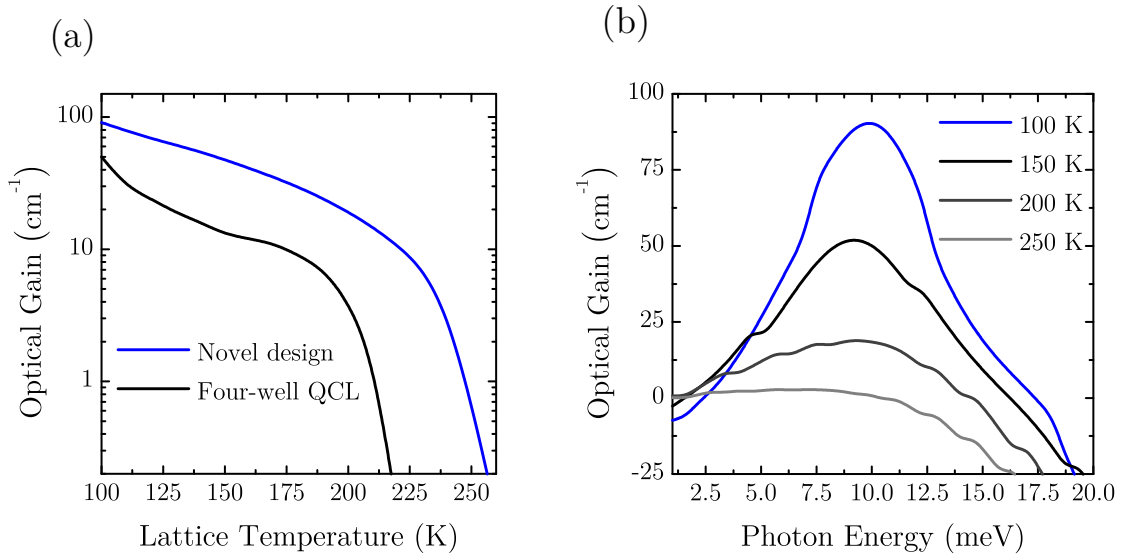 (a)
Optical Gain (cm-1)
100
10
1
Novel design
Four-well QCL
100 125 150 175 200 225 250
Lattice Temperature (K)
(b)
Optical Gain (cm-1)
100
75
50
25
0
-25
100 K
150 K
200 K
250 K
2.5 5.0 7.5 10.0 12.5 15.0 17.5 20.0
Photon Energy (meV)